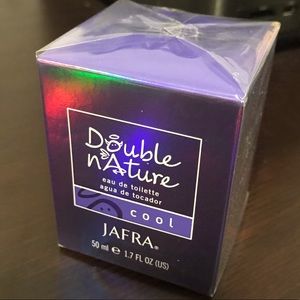 Double
nAture
eau de toilette
agua de tocador
cool
JAFRA®
50 ml e 1.7 FL OZ (US)